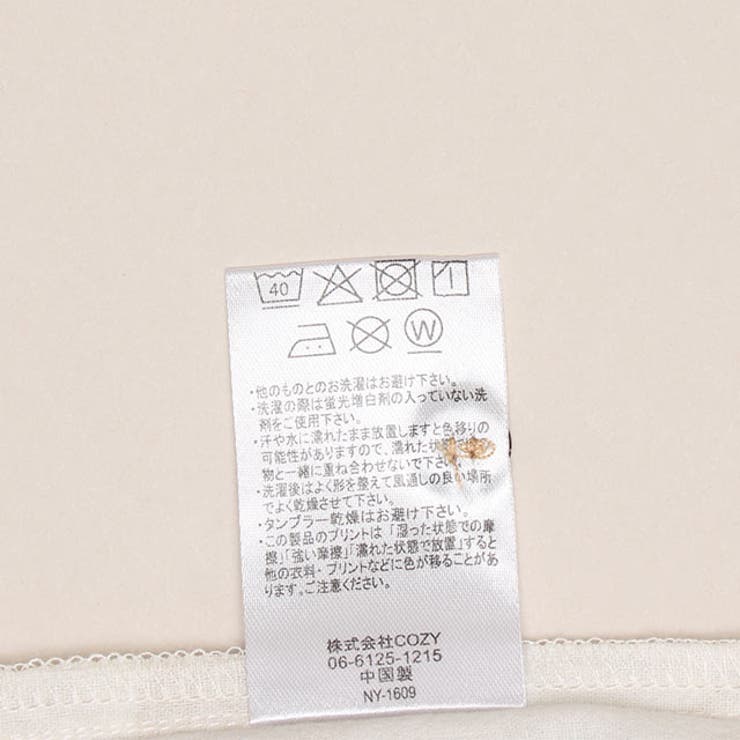 40
W
・他のものとのお洗濯はお避け下さい。
・洗濯の際は蛍光増白剤の入っていない洗
剤をご使用下さい。
・汗や水に濡れたまま放置しますと色移りの
可能性がありますので、濡れた状
物と一緒に重ね合わせないで下さ
・洗濯後はよく形を整えて風通しの良い場所
でよく乾燥させて下さい。
・タンブラー乾燥はお避け下さい。
・この製品のプリントは「湿った状態での摩
擦」「強い摩擦」「濡れた状態で放置」すると
他の衣料・プリントなどに色が移ることがあ
ります。ご注意ください。
株式会社COZY
06-6125-1215
中国製
NY-1609